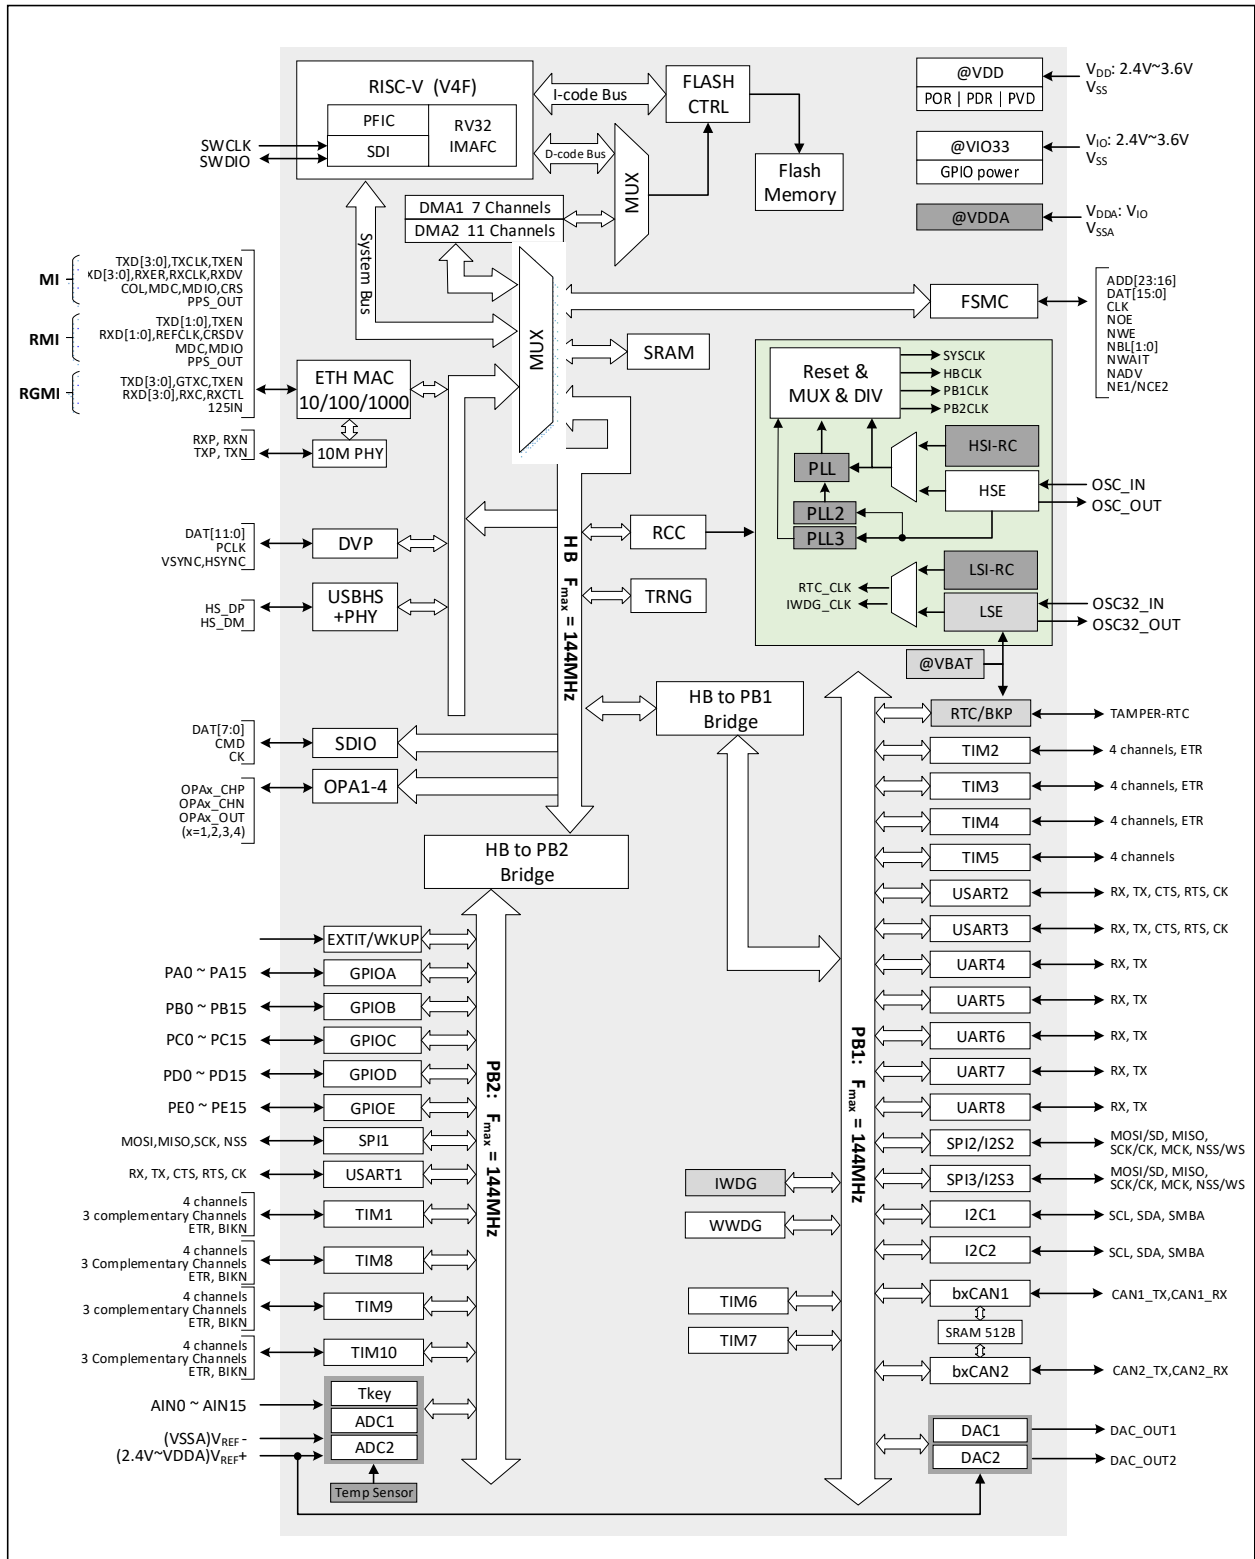 RISC-V (V4F)
PFIC
SDI
RV32
IMAFC
SWCLK
SWDIO
I-code Bus
D-code Bus
FLASH
CTRL
MUX
Flash
Memory
@VDD
POR | PDR | PVD
VDD: 2.4V~3.6V
VSS
@VIO33
GPIO power
VIO: 2.4V~3.6V
VSS
@VDDA
VDDA: VIO
VSSA
DMA1 7 Channels
DMA2 11 Channels
System Bus
MUX
MI
TXD[3:0],TXCLK,TXEN
XD[3:0],RXER,RXCLK,RXDV
COL,MDC,MDIO,CRS
PPS_OUT
RMI
TXD[1:0],TXEN
RXD[1:0],REFCLK,CRSDV
MDC,MDIO
PPS_OUT
RGMI
TXD[3:0],GTXC,TXEN
RXD[3:0],RXC,RXCTL
125IN
ETH MAC
10/100/1000
RXP, RXN
TXP, TXN
10M PHY
FSMC
ADD[23:16]
DAT[15:0]
CLK
NOE
NWE
NBL[1:0]
NWAIT
NADV
NE1/NCE2
SRAM
Reset &
MUX & DIV
SYSCLK
HBCLK
PB1CLK
PB2CLK
HSI-RC
PLL
HSE
OSC_IN
OSC_OUT
PLL2
PLL3
LSI-RC
RTC_CLK
IWDG_CLK
LSE
OSC32_IN
OSC32_OUT
@VBAT
DAT[11:0]
PCLK
VSYNC,HSYNC
DVP
HS_DP
HS_DM
USBHS
+PHY
HB Fmax = 144MHz
RCC
TRNG
HB to PB1
Bridge
DAT[7:0]
CMD
CK
SDIO
OPAx_CHP
OPAx_CHN
OPAx_OUT
(x=1,2,3,4)
OPA1-4
HB to PB2
Bridge
EXTIT/WKUP
PA0 ~ PA15
GPIOA
PB0 ~ PB15
GPIOB
PC0 ~ PC15
GPIOC
PD0 ~ PD15
GPIOD
PE0 ~ PE15
GPIOE
MOSI,MISO,SCK, NSS
SPI1
RX, TX, CTS, RTS, CK
USART1
4 channels
3 complementary Channels
ETR, BIKN
TIM1
4 channels
3 Complementary Channels
ETR, BIKN
TIM8
4 channels
3 complementary Channels
ETR, BIKN
TIM9
4 channels
3 Complementary Channels
ETR, BIKN
TIM10
AIN0 ~ AIN15
Tkey
ADC1
ADC2
(VSSA)VREF-
(2.4V~VDDA)VREF+
Temp Sensor
PB2: Fmax = 144MHz
IWDG
WWDG
TIM6
TIM7
PB1: Fmax = 144MHz
RTC/BKP
TAMPER-RTC
TIM2
4 channels, ETR
TIM3
4 channels, ETR
TIM4
4 channels, ETR
TIM5
4 channels
USART2
RX, TX, CTS, RTS, CK
USART3
RX, TX, CTS, RTS, CK
UART4
RX, TX
UART5
RX, TX
UART6
RX, TX
UART7
RX, TX
UART8
RX, TX
SPI2/I2S2
MOSI/SD, MISO,
SCK/CK, MCK, NSS/WS
SPI3/I2S3
MOSI/SD, MISO,
SCK/CK, MCK, NSS/WS
I2C1
SCL, SDA, SMBA
I2C2
SCL, SDA, SMBA
bxCAN1
CAN1_TX,CAN1_RX
SRAM 512B
bxCAN2
CAN2_TX,CAN2_RX
DAC1
DAC_OUT1
DAC2
DAC_OUT2